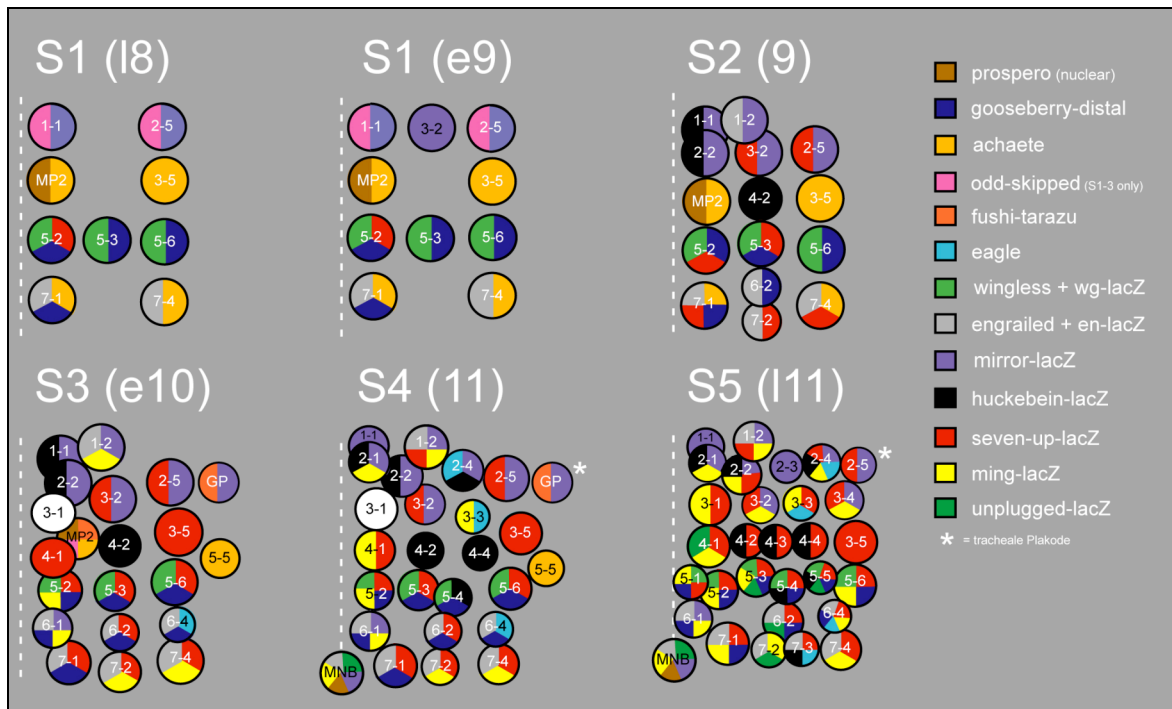 S1 (l8)
1-1 2-5
MP2 3-5
5-2 5-3 5-6
7-1 7-4
S1 (e9)
1-1 3-2 2-5
MP2 3-5
5-2 5-3 5-6
7-1 7-4
S2 (9)
1-1 1-2
2-2 3-2 2-5
MP2 4-2 3-5
5-2 5-3 5-6
6-2
7-1 7-2 7-4
prospero (nuclear)
gooseberry-distal
achaete
odd-skipped (S1-3 only)
fushi-tarazu
eagle
wingless + wg-lacZ
engrailed + en-lacZ
mirror-lacZ
huckebein-lacZ
seven-up-lacZ
ming-lacZ
unplugged-lacZ
* = tracheale Plakode
S3 (e10)
1-1 1-2
2-2 3-2 2-5 GP
3-1
MP2 4-2 3-5
4-1 5-5
5-2 5-3 5-6
6-1 6-2 6-4
7-1 7-2 7-4
S4 (11)
1-1 1-2
2-1 2-2 2-4 2-5 GP *
3-1 3-2 3-3
3-5
4-1 4-2 4-4
5-5
5-2 5-3 5-4 5-6
6-1 6-2 6-4
MNB 7-1 7-2 7-4
S5 (l11)
1-1 1-2
2-1 2-2 2-3 2-4 2-5 *
3-1 3-2 3-3 3-4
4-1 4-2 4-3 4-4 3-5
5-1 5-2 5-3 5-4 5-5 5-6
6-1 6-2 6-4
MNB 7-1 7-2 7-3 7-4